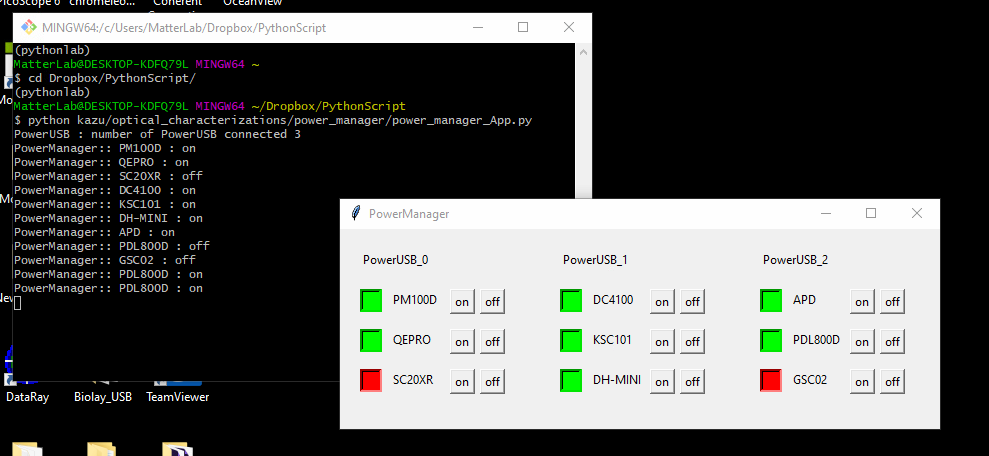 PicoScope 6
chromeleo...
Coherent
OceanView
MINGW64:/c/Users/MatterLab/Dropbox/PythonScript
(pythonlab)
MatterLab@DESKTOP-KDFQ79L MINGW64 ~
$ cd Dropbox/PythonScript/
(pythonlab)
MatterLab@DESKTOP-KDFQ79L MINGW64 ~/Dropbox/PythonScript
$ python kazu/optical_characterizations/power_manager/power_manager_App.py
PowerUSB : number of PowerUSB connected 3
PowerManager:: PM100D : on
PowerManager:: QEPRO : on
PowerManager:: SC20XR : off
PowerManager:: DC4100 : on
PowerManager:: KSC101 : on
PowerManager:: DH-MINI : on
PowerManager:: APD : on
PowerManager:: PDL800D : off
PowerManager:: GSC02 : off
PowerManager:: PDL800D : on
PowerManager:: PDL800D : on
PowerManager
PowerUSB_0 PowerUSB_1 PowerUSB_2
PM100D on off DC4100 on off APD on off
QEPRO on off KSC101 on off PDL800D on off
SC20XR on off DH-MINI on off GSC02 on off
DataRay Biolay_USB TeamViewer